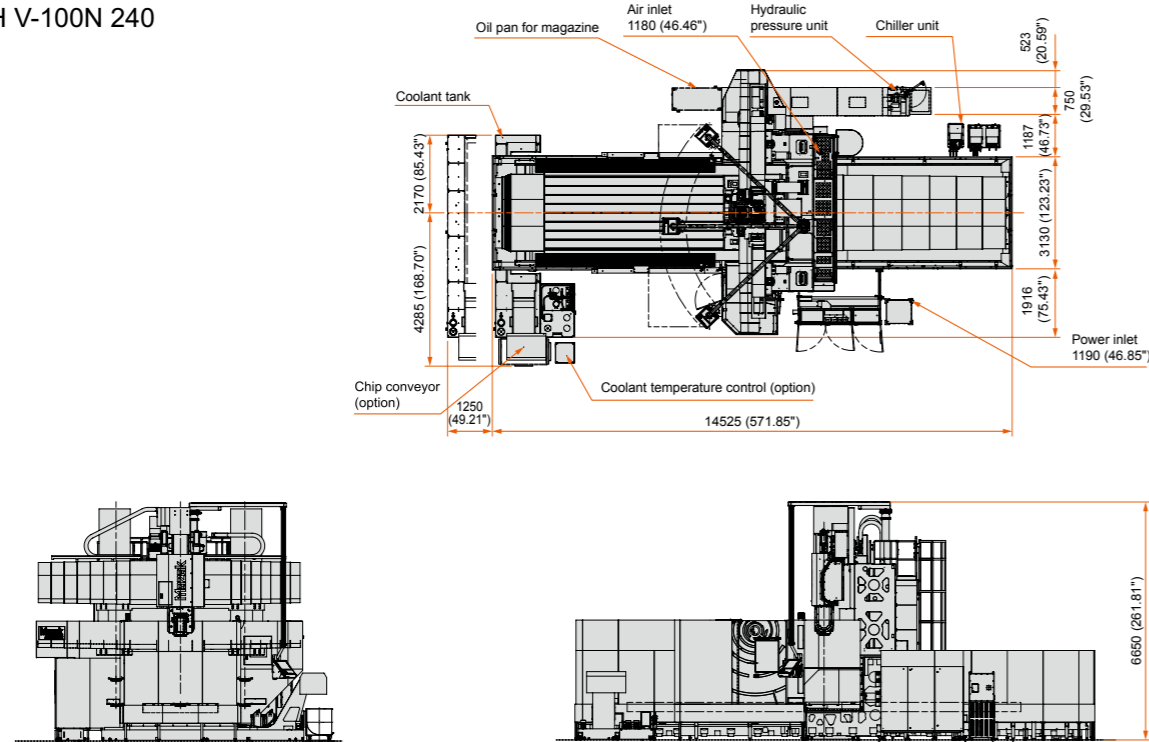 H V-100N 240
Air inlet
1180 (46.46")
Hydraulic
pressure unit
Oil pan for magazine
Chiller unit
523
(20.59")
750
(29.53")
Coolant tank
1187
(46.73")
2170 (85.43")
3130 (123.23")
4285 (168.70")
1916
(75.43")
Power inlet
1190 (46.85")
Chip conveyor
(option)
Coolant temperature control (option)
1250
(49.21")
14525 (571.85")
Mazak
Mazak
6650 (261.81")